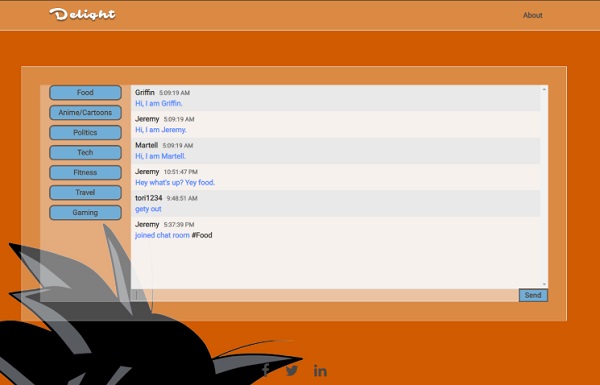 Delight
About
Food
Anime/Cartoons
Politics
Tech
Fitness
Travel
Gaming
Griffin 5:09:19 AM
Hi, I am Griffin.
Jeremy 5:09:19 AM
Hi, I am Jeremy.
Martell 5:09:19 AM
Hi, I am Martell.
Jeremy 10:51:47 PM
Hey what's up? Yey food.
tori1234 9:48:51 AM
gety out
Jeremy 5:37:39 PM
joined chat room #Food
Send